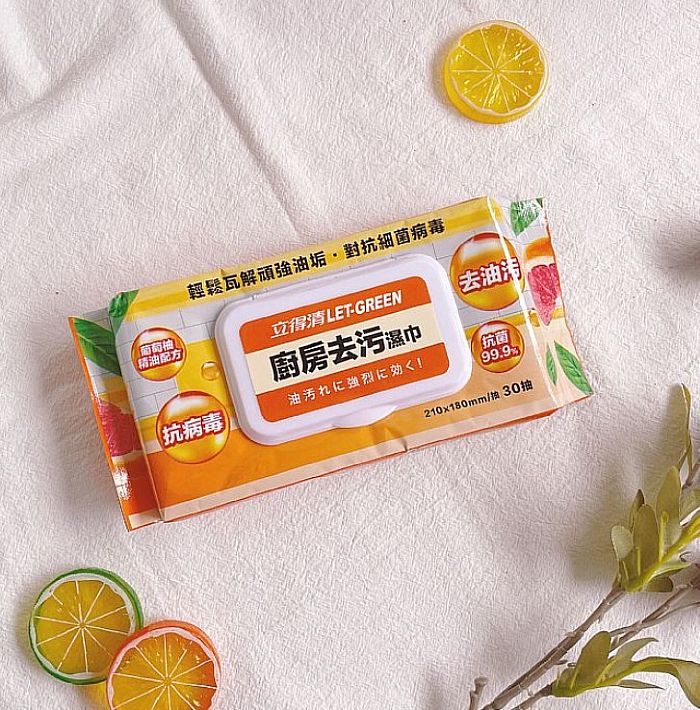 輕鬆瓦解頑強油垢・對抗細菌病毒
立得清LET-GREEN
廚房去污濕巾
油汚れに強烈に効く!
去油污
葡萄柚
精油配方
抗菌
99.9%
抗病毒
210x180mm/抽 30抽